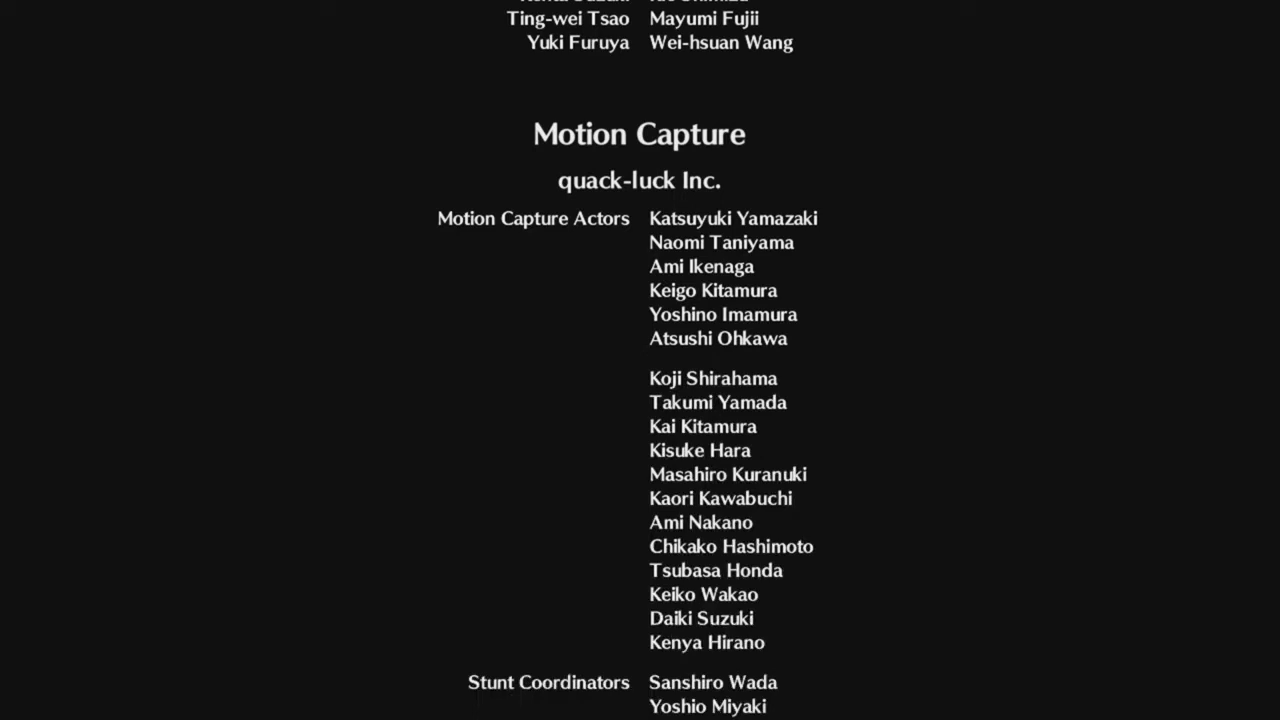 Ting-wei Tsao Mayumi Fujii
Yuki Furuya Wei-hsuan Wang
Motion Capture
quack-luck Inc.
Motion Capture Actors Katsuyuki Yamazaki
Naomi Taniyama
Ami Ikenaga
Keigo Kitamura
Yoshino Imamura
Atsushi Ohkawa
Koji Shirahama
Takumi Yamada
Kai Kitamura
Kisuke Hara
Masahiro Kuranuki
Kaori Kawabuchi
Ami Nakano
Chikako Hashimoto
Tsubasa Honda
Keiko Wakao
Daiki Suzuki
Kenya Hirano
Stunt Coordinators Sanshiro Wada
Yoshio Miyaki